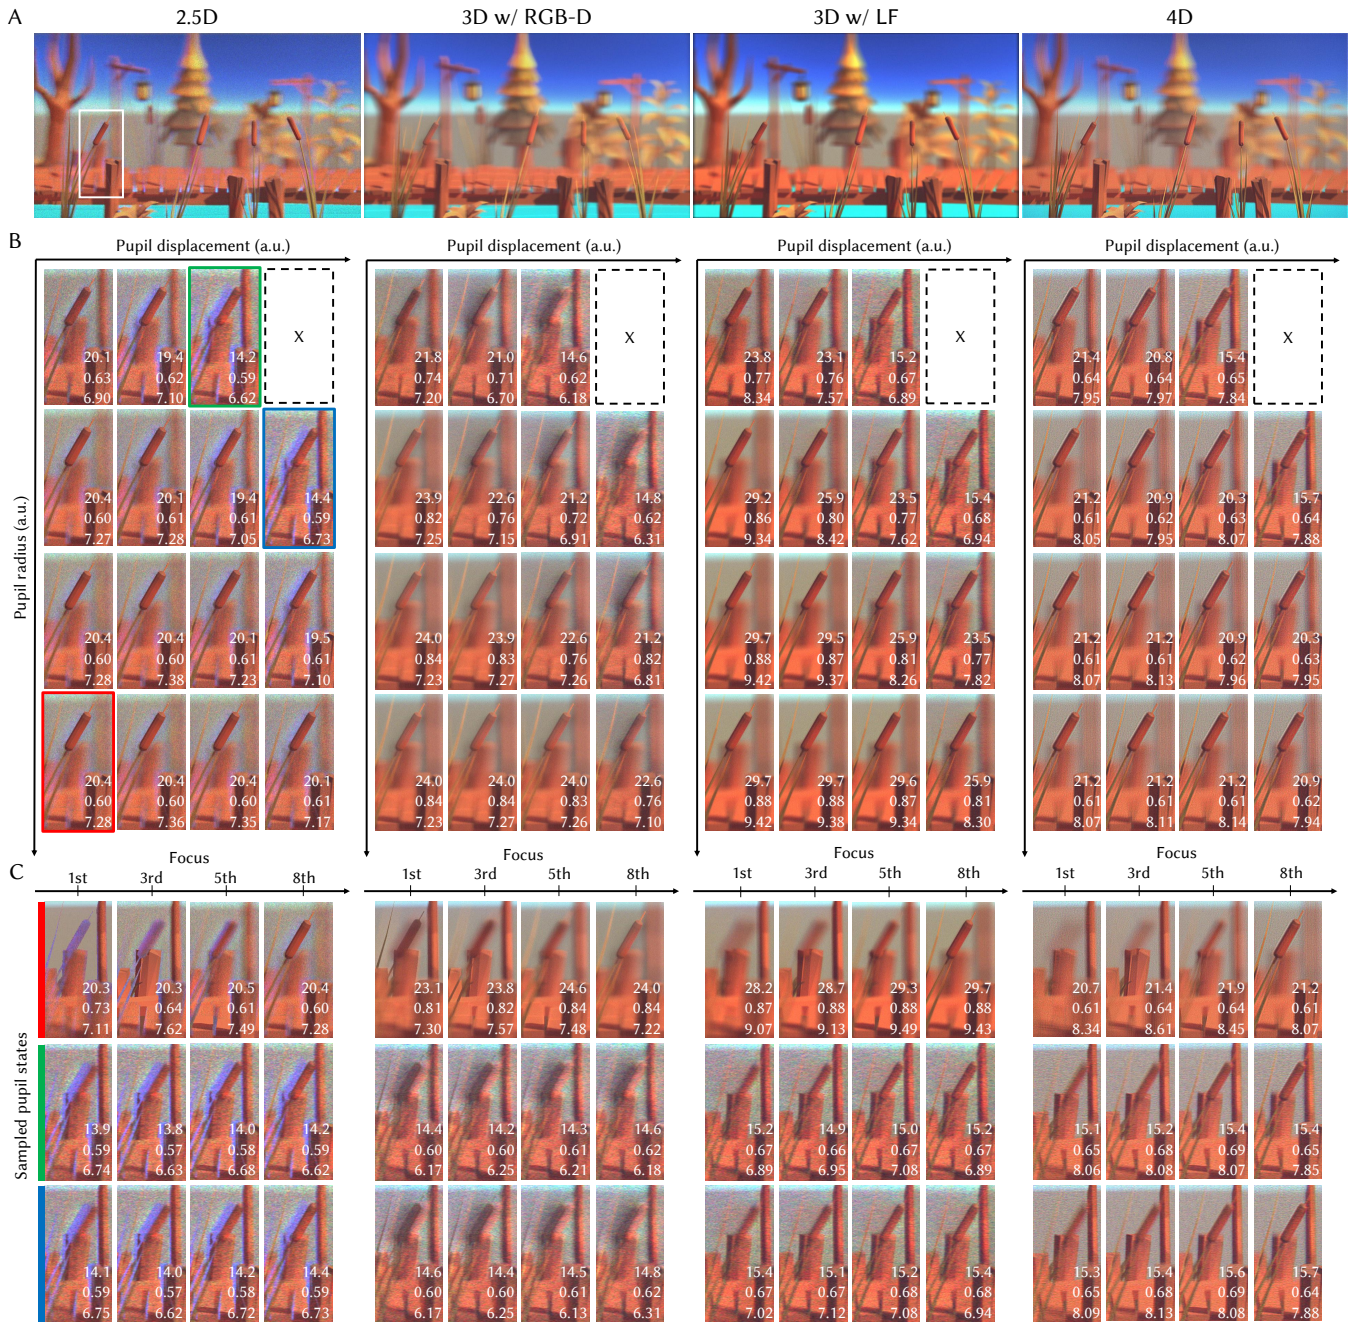 A
2.5D
3D w/ RGB-D
3D w/ LF
4D
B
Pupil displacement (a.u.)
Pupil displacement (a.u.)
Pupil displacement (a.u.)
Pupil displacement (a.u.)
Pupil radius (a.u.)
20.1 19.4 14.2 X 21.8 21.0 14.6 X 23.8 23.1 15.2 X 21.4 20.8 15.4 X
0.63 0.62 0.59 0.74 0.71 0.62 0.77 0.76 0.67 0.64 0.64 0.65
6.90 7.10 6.62 7.20 6.70 6.18 8.34 7.57 6.89 7.95 7.97 7.84
20.4 20.1 19.4 14.4 23.9 22.6 21.2 14.8 29.2 25.9 23.5 15.4 21.2 20.9 20.3 15.7
0.60 0.61 0.61 0.59 0.82 0.76 0.72 0.62 0.86 0.80 0.77 0.68 0.61 0.62 0.63 0.64
7.27 7.28 7.05 6.73 7.25 7.15 6.91 6.31 9.34 8.42 7.62 6.94 8.05 7.95 8.07 7.88
20.4 20.4 20.1 19.5 24.0 23.9 22.6 21.2 29.7 29.5 25.9 23.5 21.2 21.2 20.9 20.3
0.60 0.60 0.61 0.61 0.84 0.83 0.76 0.82 0.88 0.87 0.81 0.77 0.61 0.61 0.62 0.63
7.28 7.38 7.23 7.10 7.23 7.27 7.26 6.81 9.42 9.37 8.26 7.82 8.07 8.13 7.96 7.95
20.4 20.4 20.4 20.1 24.0 24.0 24.0 22.6 29.7 29.7 29.6 25.9 21.2 21.2 21.2 20.9
0.60 0.60 0.60 0.61 0.84 0.84 0.83 0.76 0.88 0.88 0.87 0.81 0.61 0.61 0.61 0.62
7.28 7.36 7.35 7.17 7.23 7.27 7.26 7.10 9.42 9.38 9.34 8.30 8.07 8.11 8.14 7.94
C
Focus
Focus
Focus
Focus
1st 3rd 5th 8th 1st 3rd 5th 8th 1st 3rd 5th 8th 1st 3rd 5th 8th
Sampled pupil states
20.3 20.3 20.5 20.4 23.1 23.8 24.6 24.0 28.2 28.7 29.3 29.7 20.7 21.4 21.9 21.2
0.73 0.64 0.61 0.60 0.81 0.82 0.84 0.84 0.87 0.88 0.88 0.88 0.61 0.64 0.64 0.61
7.11 7.62 7.49 7.28 7.30 7.57 7.48 7.22 9.07 9.13 9.49 9.43 8.34 8.61 8.45 8.07
13.9 13.8 14.0 14.2 14.4 14.2 14.3 14.6 15.2 14.9 15.0 15.2 15.1 15.2 15.4 15.4
0.59 0.57 0.58 0.59 0.60 0.60 0.61 0.62 0.67 0.66 0.67 0.67 0.65 0.68 0.69 0.65
6.74 6.63 6.68 6.62 6.17 6.25 6.21 6.18 6.89 6.95 7.08 6.89 8.06 8.08 8.07 7.85
14.1 14.0 14.2 14.4 14.6 14.4 14.5 14.8 15.4 15.1 15.2 15.4 15.3 15.4 15.6 15.7
0.59 0.57 0.58 0.59 0.60 0.60 0.61 0.62 0.67 0.67 0.68 0.68 0.65 0.68 0.69 0.64
6.75 6.62 6.72 6.73 6.17 6.25 6.13 6.31 7.02 7.12 7.08 6.94 8.09 8.13 8.08 7.88